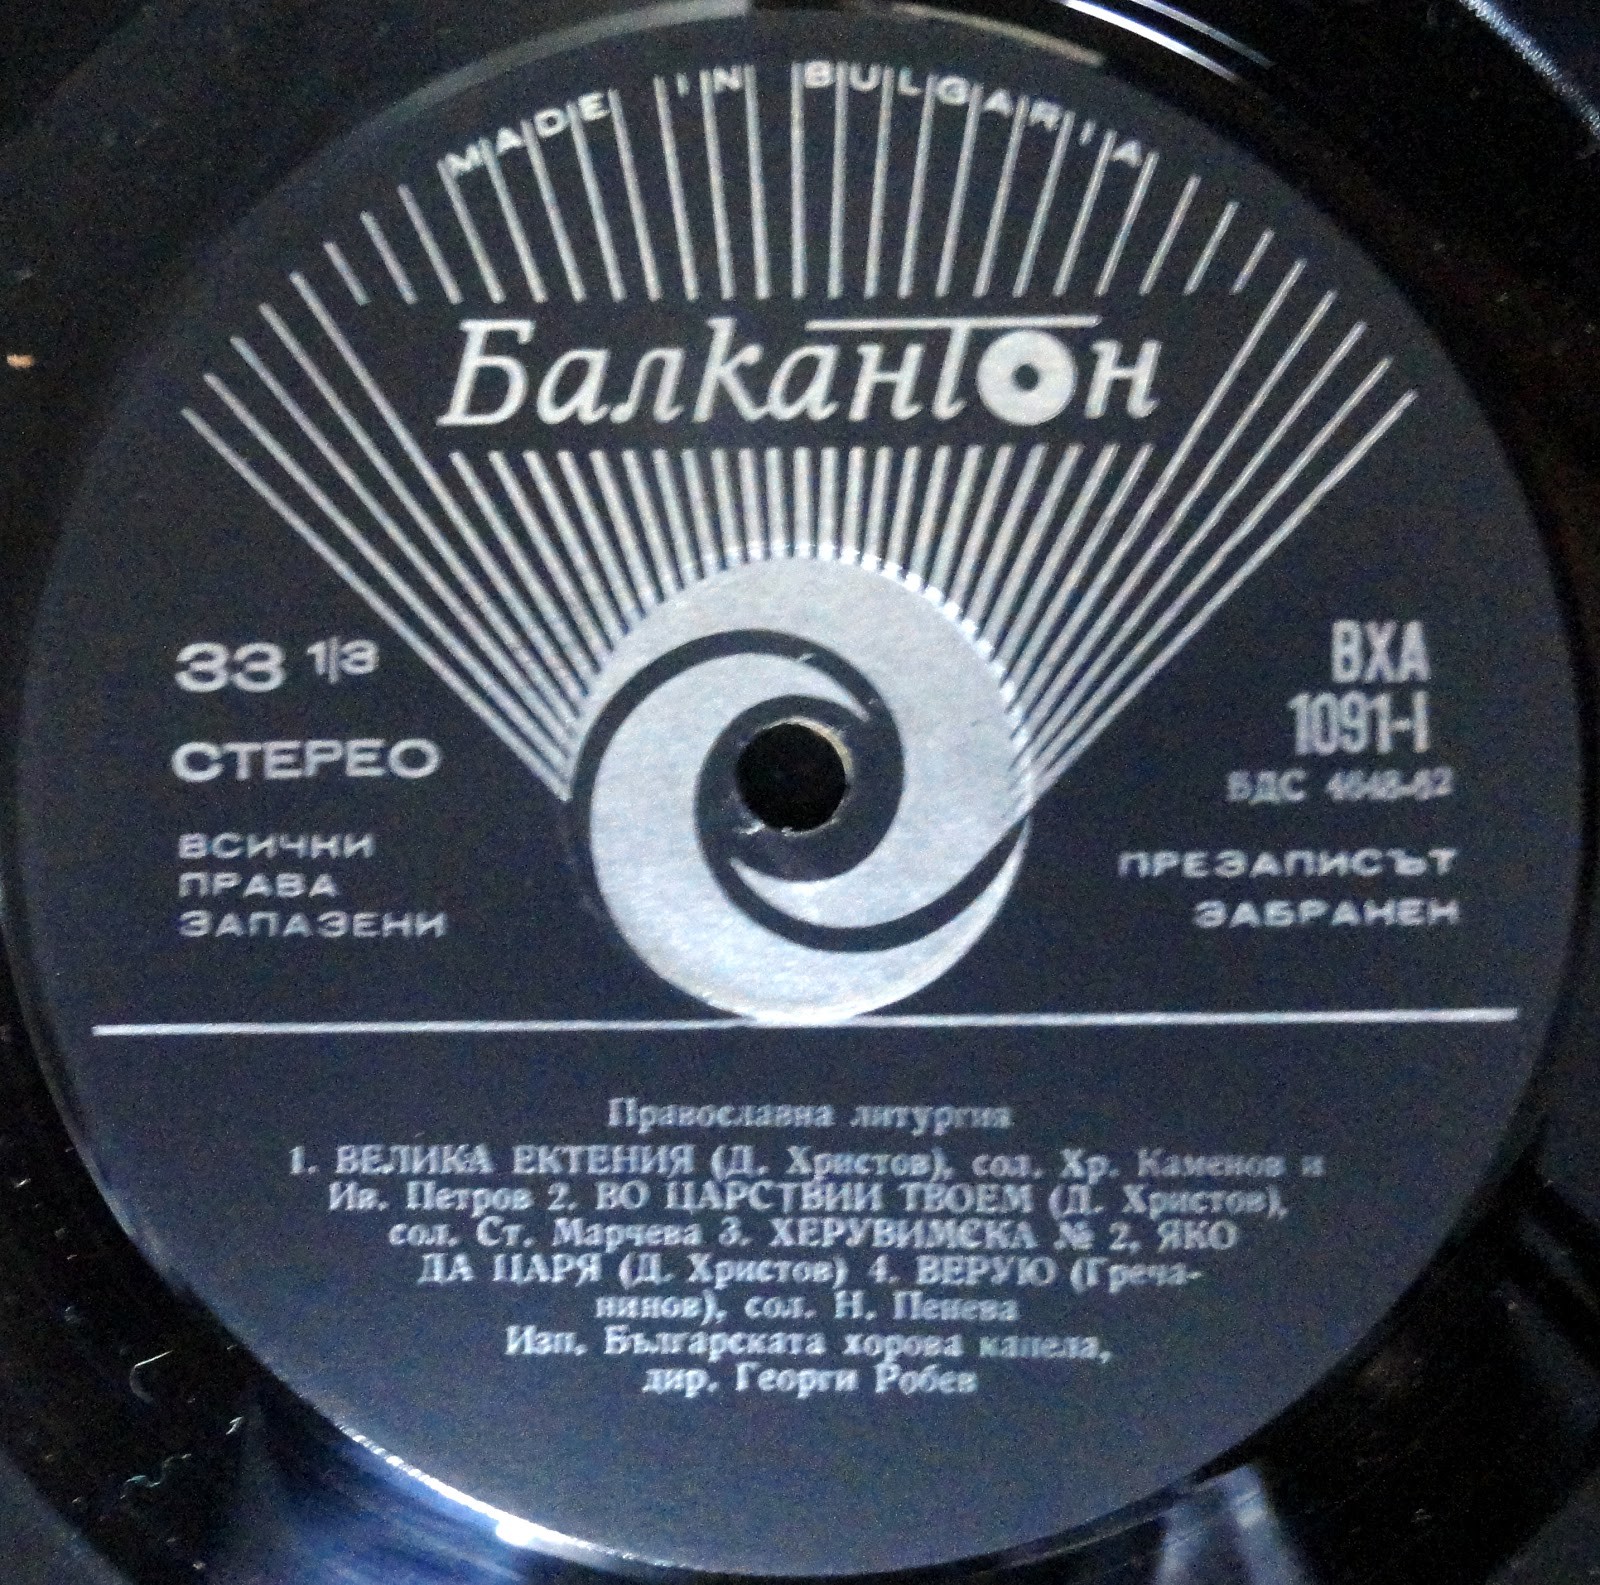 MADE IN BULGARIA
Балкантон
33 1/3
СТЕРЕО
ВСИЧКИ
ПРАВА
ЗАПАЗЕНИ
ВХА
1091-I
БДС 4648-62
ПРЕЗАПИСЪТ
ЗАБРАНЕН
Православна литургия
1. ВЕЛИКА ЕКТЕНИЯ (Д. Христов), сол. Хр. Каменов и
Ив. Петров 2. ВО ЦАРСТВИИ ТВОЕМ (Д. Христов),
сол. Ст. Марчева 3. ХЕРУВИМСКА № 2, ЯКО
ДА ЦАРЯ (Д. Христов) 4. ВЕРУЮ (Греча-
нинов), сол. Н. Пенева
Изп. Българската хорова капела,
дир. Георги Робев